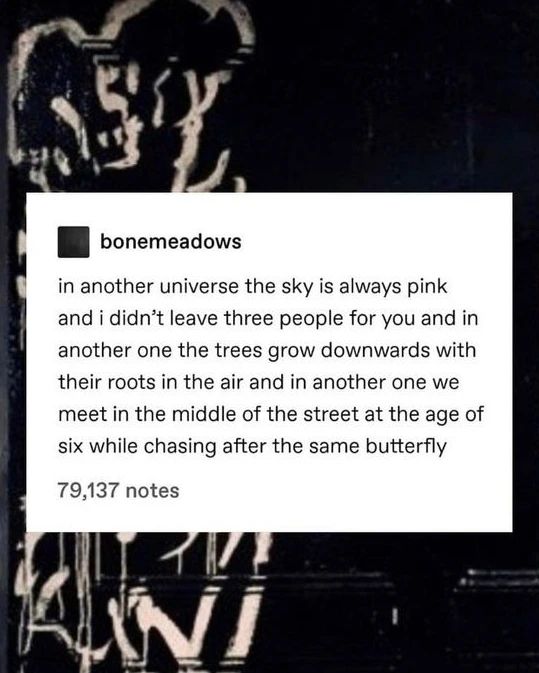 bonemeadows
in another universe the sky is always pink
and i didn’t leave three people for you and in
another one the trees grow downwards with
their roots in the air and in another one we
meet in the middle of the street at the age of
six while chasing after the same butterfly
79,137 notes